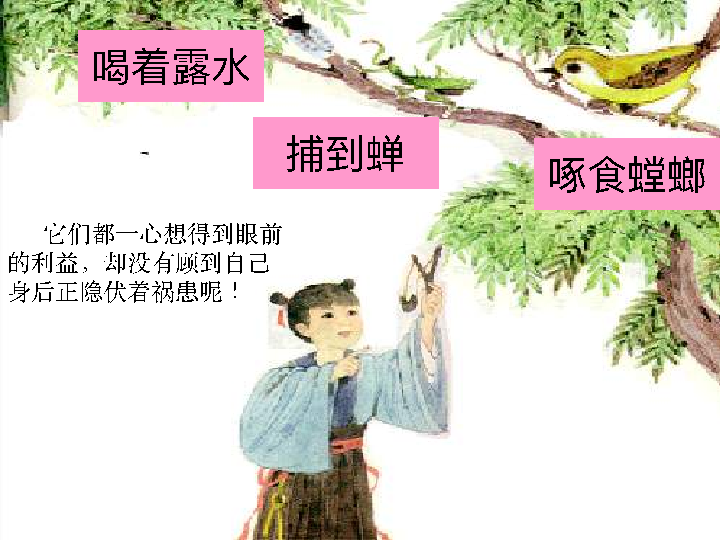 喝着露水
捕到蝉
啄食螳螂
它们都一心想得到眼前
的利益，却没有顾到自己
身后正隐伏着祸患呢！